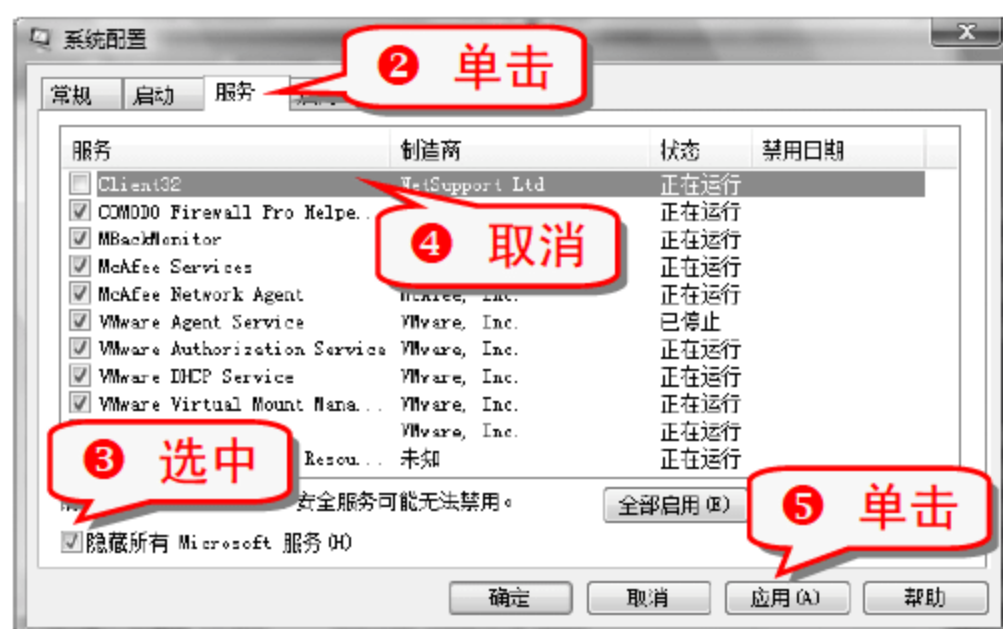 系统配置
❷ 单击
常规 启动 服务
服务 制造商 状态 禁用日期
Client32 NetSupport Ltd 正在运行
COMODO Firewall Pro Helpe... 正在运行
MBackMonitor 正在运行
❹ 取消
McAfee Services 正在运行
McAfee Network Agent McAfee, Inc. 正在运行
VMware Agent Service VMware, Inc. 已停止
VMware Authorization Service VMware, Inc. 正在运行
VMware DHCP Service VMware, Inc. 正在运行
VMware Virtual Mount Mana... VMware, Inc. 正在运行
VMware, Inc. 正在运行
❸ 选中
Resou... 未知 正在运行
安全服务可能无法禁用。
全部启用(E)
❺ 单击
隐藏所有 Microsoft 服务(H)
确定 取消 应用(A) 帮助